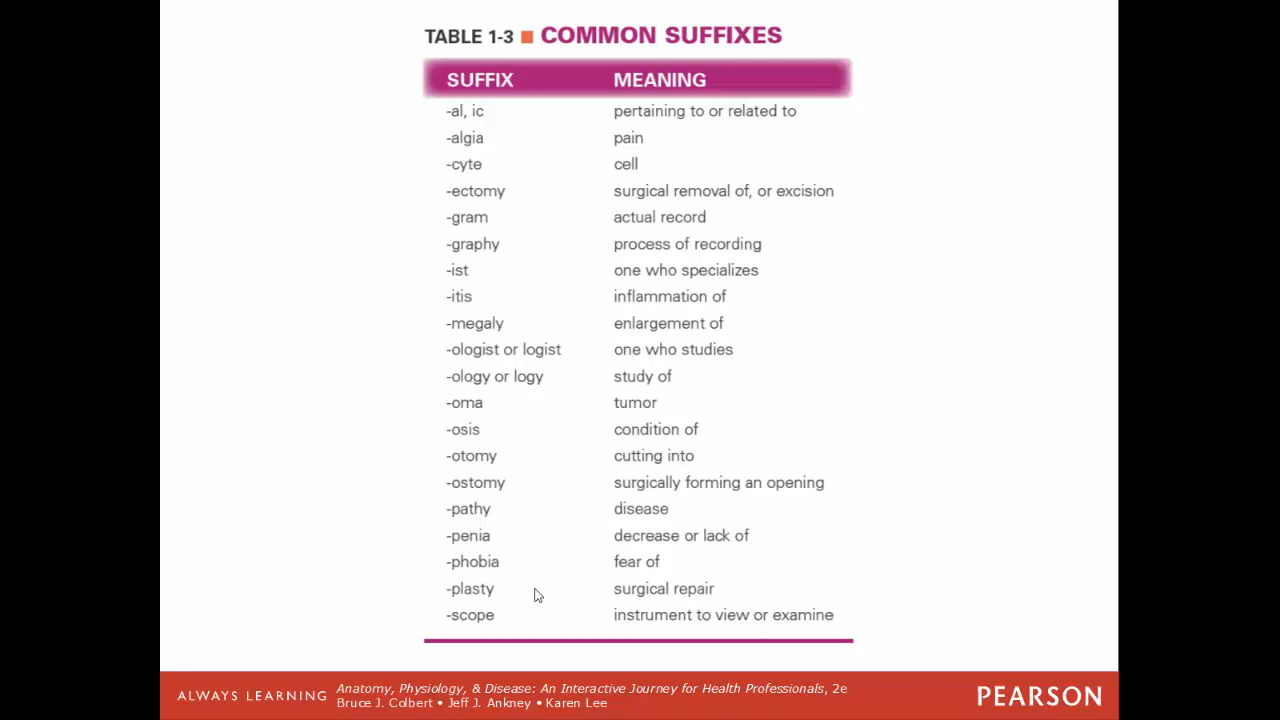 TABLE 1-3 ■ COMMON SUFFIXES
SUFFIX MEANING
-al, ic pertaining to or related to
-algia pain
-cyte cell
-ectomy surgical removal of, or excision
-gram actual record
-graphy process of recording
-ist one who specializes
-itis inflammation of
-megaly enlargement of
-ologist or logist one who studies
-ology or logy study of
-oma tumor
-osis condition of
-otomy cutting into
-ostomy surgically forming an opening
-pathy disease
-penia decrease or lack of
-phobia fear of
-plasty surgical repair
-scope instrument to view or examine
ALWAYS LEARNING
Anatomy, Physiology, & Disease: An Interactive Journey for Health Professionals, 2e
Bruce J. Colbert • Jeff J. Ankney • Karen Lee
PEARSON